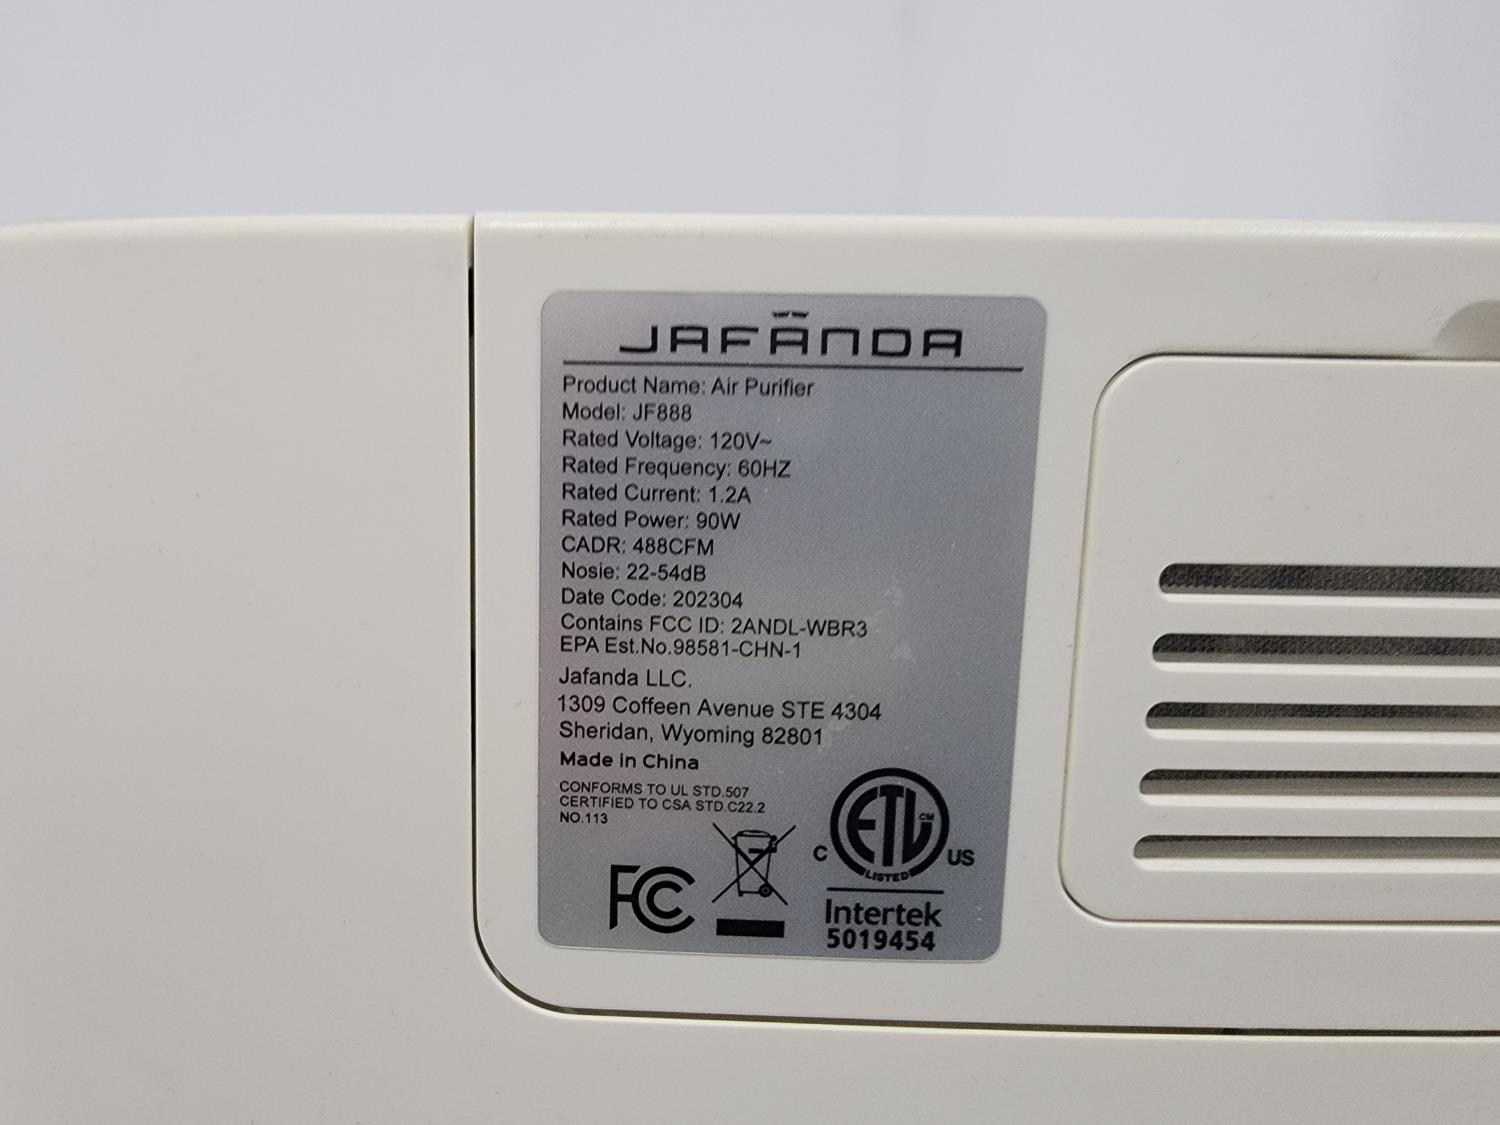 JAFÄNDA
Product Name: Air Purifier
Model: JF888
Rated Voltage: 120V~
Rated Frequency: 60HZ
Rated Current: 1.2A
Rated Power: 90W
CADR: 488CFM
Nosie: 22-54dB
Date Code: 202304
Contains FCC ID: 2ANDL-WBR3
EPA Est.No.98581-CHN-1
Jafanda LLC.
1309 Coffeen Avenue STE 4304
Sheridan, Wyoming 82801
Made in China
CONFORMS TO UL STD.507
CERTIFIED TO CSA STD.C22.2
NO.113
FC
ETL CM
C US
LISTED
Intertek
5019454